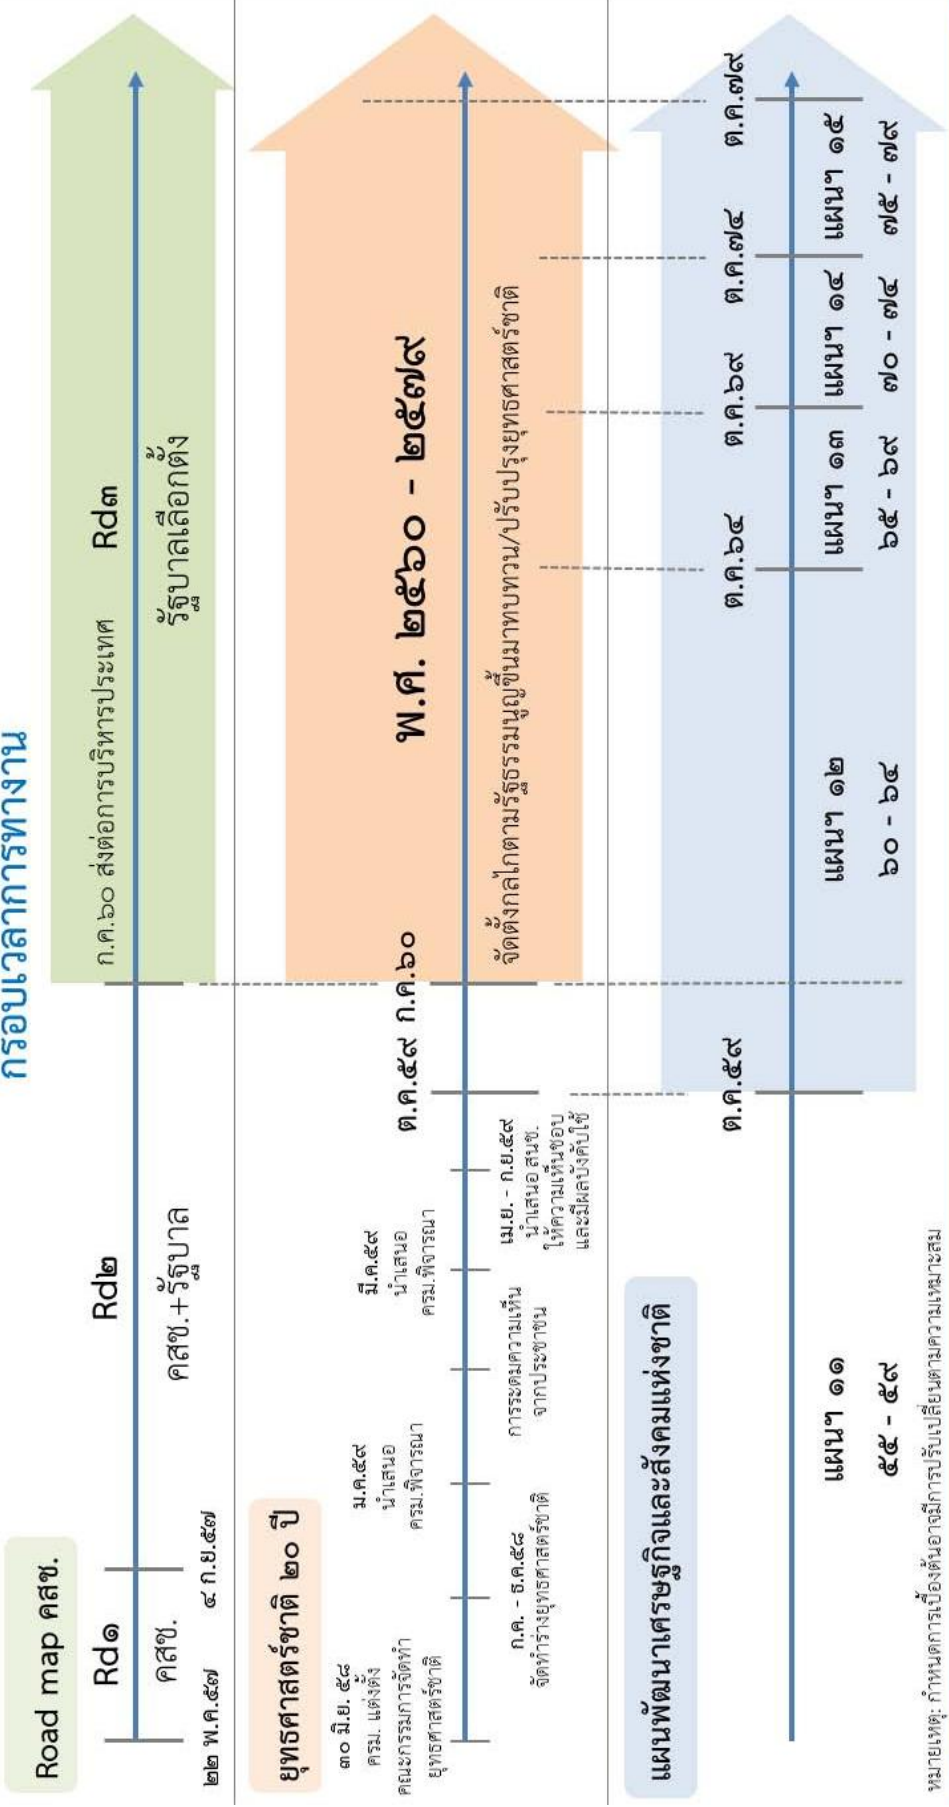 กรอบเวลาการทำงาน
Road map คสช.
Rd๑
Rd๒
ก.ค.๖๐ ส่งต่อการบริหารประเทศ
Rd๓
คสช.
คสช.+รัฐบาล
รัฐบาลเลือกตั้ง
๒๒ พ.ค.๕๗
๔ ก.ย.๕๗
ยุทธศาสตร์ชาติ ๒๐ ปี
๓๐ มิ.ย. ๕๘
ครม. แต่งตั้ง
คณะกรรมการจัดทำ
ยุทธศาสตร์ชาติ
ม.ค.๕๙
นำเสนอ
ครม.พิจารณา
มี.ค.๕๙
นำเสนอ
ครม.พิจารณา
ต.ค.๕๙
ก.ค.๖๐
พ.ศ. ๒๕๖๐ - ๒๕๗๙
ก.ค. - ธ.ค.๕๘
จัดทำร่างยุทธศาสตร์ชาติ
การระดมความเห็น
จากประชาชน
เม.ย. - ก.ย.๕๙
นำเสนอ สนช.
ให้ความเห็นชอบ
และมีผลบังคับใช้
จัดตั้งกลไกตามรัฐธรรมนูญขึ้นมาทบทวน/ปรับปรุงยุทธศาสตร์ชาติ
แผนพัฒนาเศรษฐกิจและสังคมแห่งชาติ
ต.ค.๕๙
ต.ค.๖๔
ต.ค.๖๙
ต.ค.๗๔
ต.ค.๗๙
แผนฯ ๑๑
แผนฯ ๑๒
แผนฯ ๑๓
แผนฯ ๑๔
แผนฯ ๑๕
๕๕ - ๕๙
๖๐ - ๖๔
๖๕ - ๖๙
๗๐ - ๗๔
๗๕ - ๗๙
หมายเหตุ: กำหนดการเบื้องต้นอาจมีการปรับเปลี่ยนตามความเหมาะสม